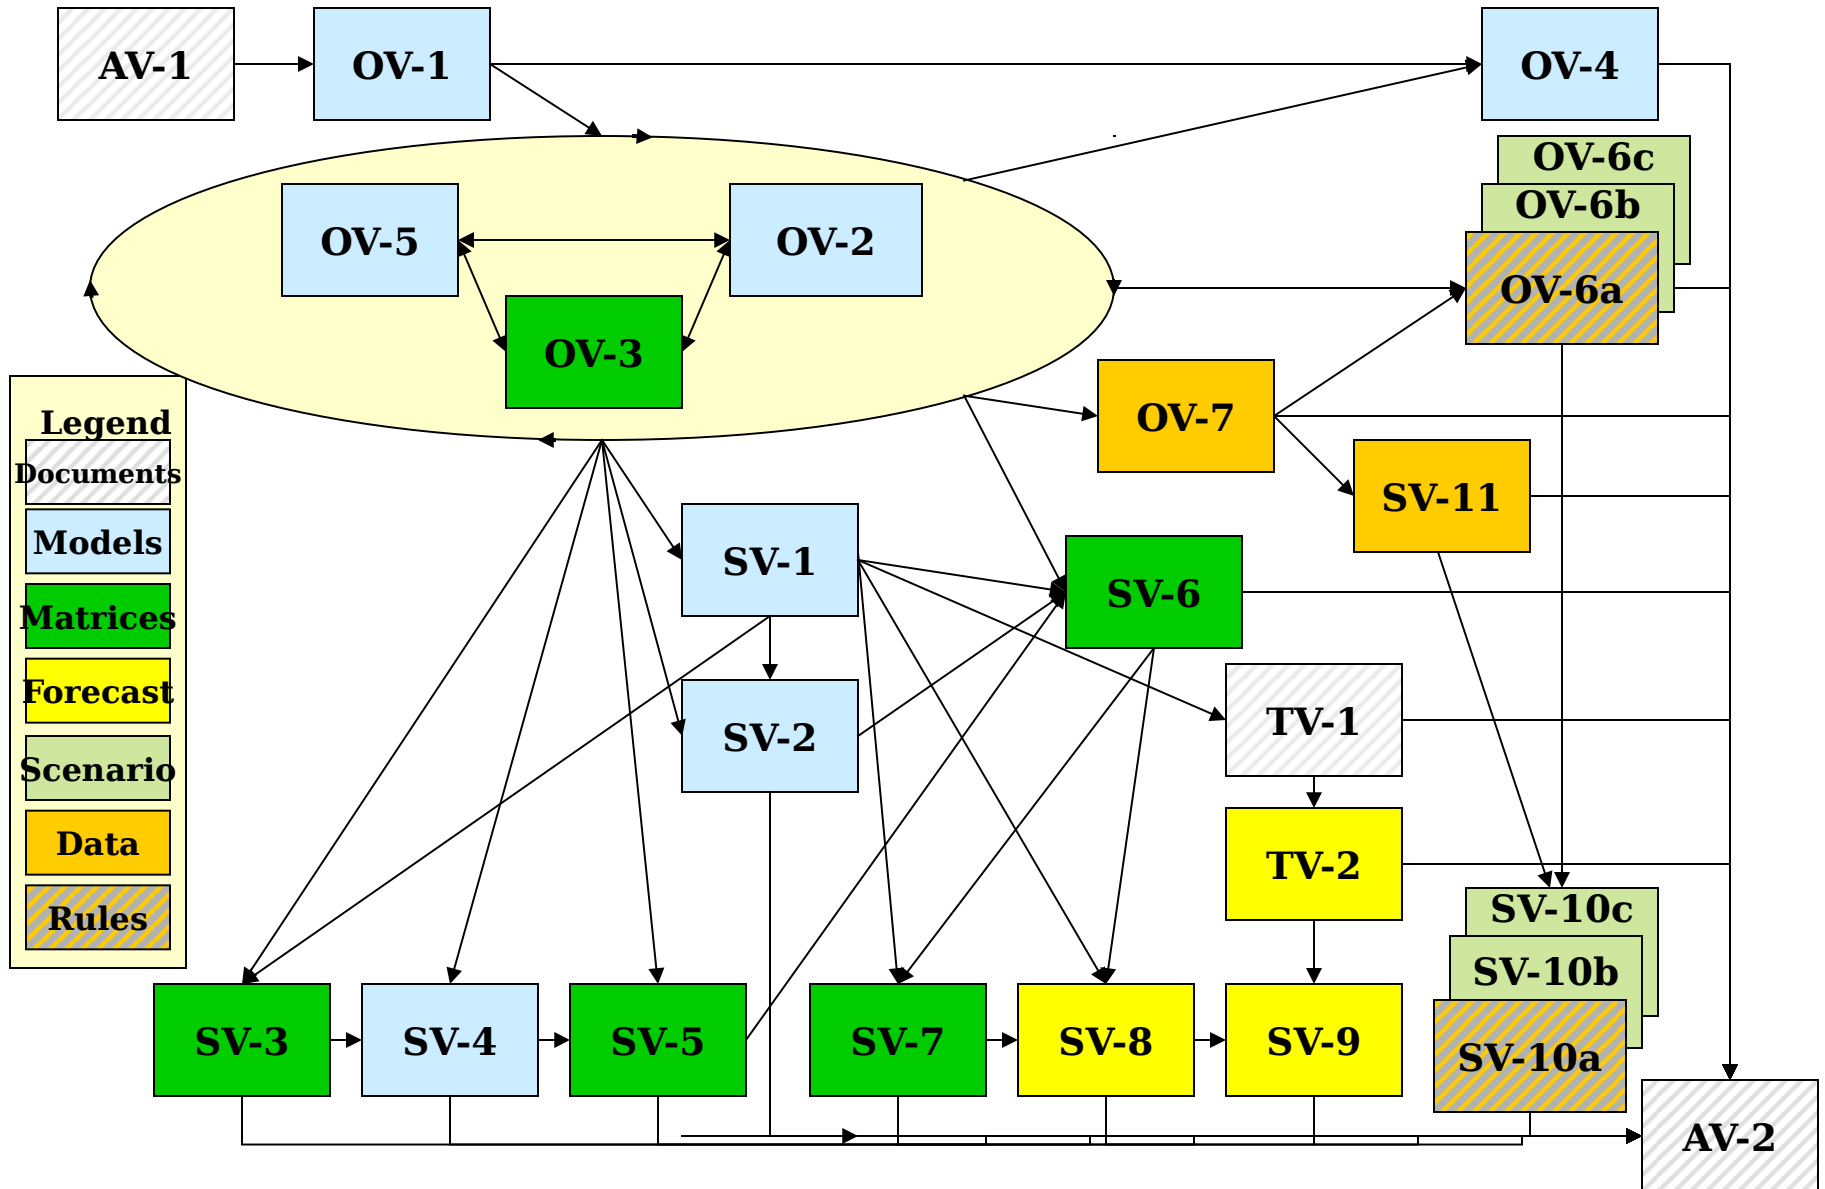 AV-1
OV-1
OV-4
OV-6c
OV-6b
OV-6a
OV-5
OV-2
OV-3
OV-7
SV-11
Legend
Documents
Models
Matrices
Forecast
Scenario
Data
Rules
SV-1
SV-6
SV-2
TV-1
TV-2
SV-10c
SV-10b
SV-10a
SV-3
SV-4
SV-5
SV-7
SV-8
SV-9
AV-2